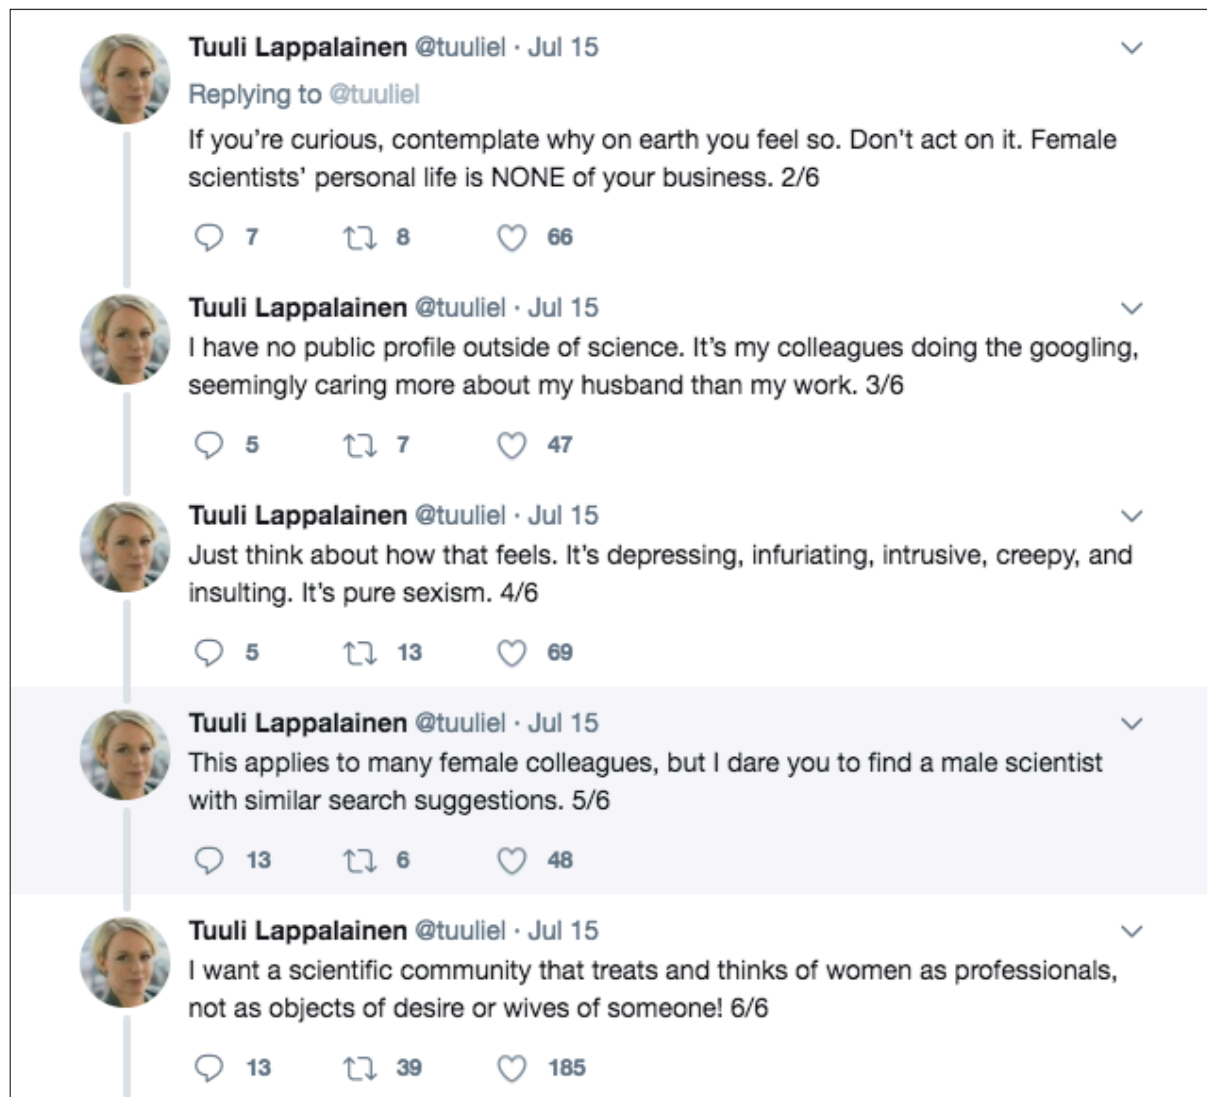 Tuuli Lappalainen @tuuliel · Jul 15
Replying to @tuuliel
If you're curious, contemplate why on earth you feel so. Don't act on it. Female
scientists' personal life is NONE of your business. 2/6
7 8 66
Tuuli Lappalainen @tuuliel · Jul 15
I have no public profile outside of science. It's my colleagues doing the googling,
seemingly caring more about my husband than my work. 3/6
5 7 47
Tuuli Lappalainen @tuuliel · Jul 15
Just think about how that feels. It's depressing, infuriating, intrusive, creepy, and
insulting. It's pure sexism. 4/6
5 13 69
Tuuli Lappalainen @tuuliel · Jul 15
This applies to many female colleagues, but I dare you to find a male scientist
with similar search suggestions. 5/6
13 6 48
Tuuli Lappalainen @tuuliel · Jul 15
I want a scientific community that treats and thinks of women as professionals,
not as objects of desire or wives of someone! 6/6
13 39 185